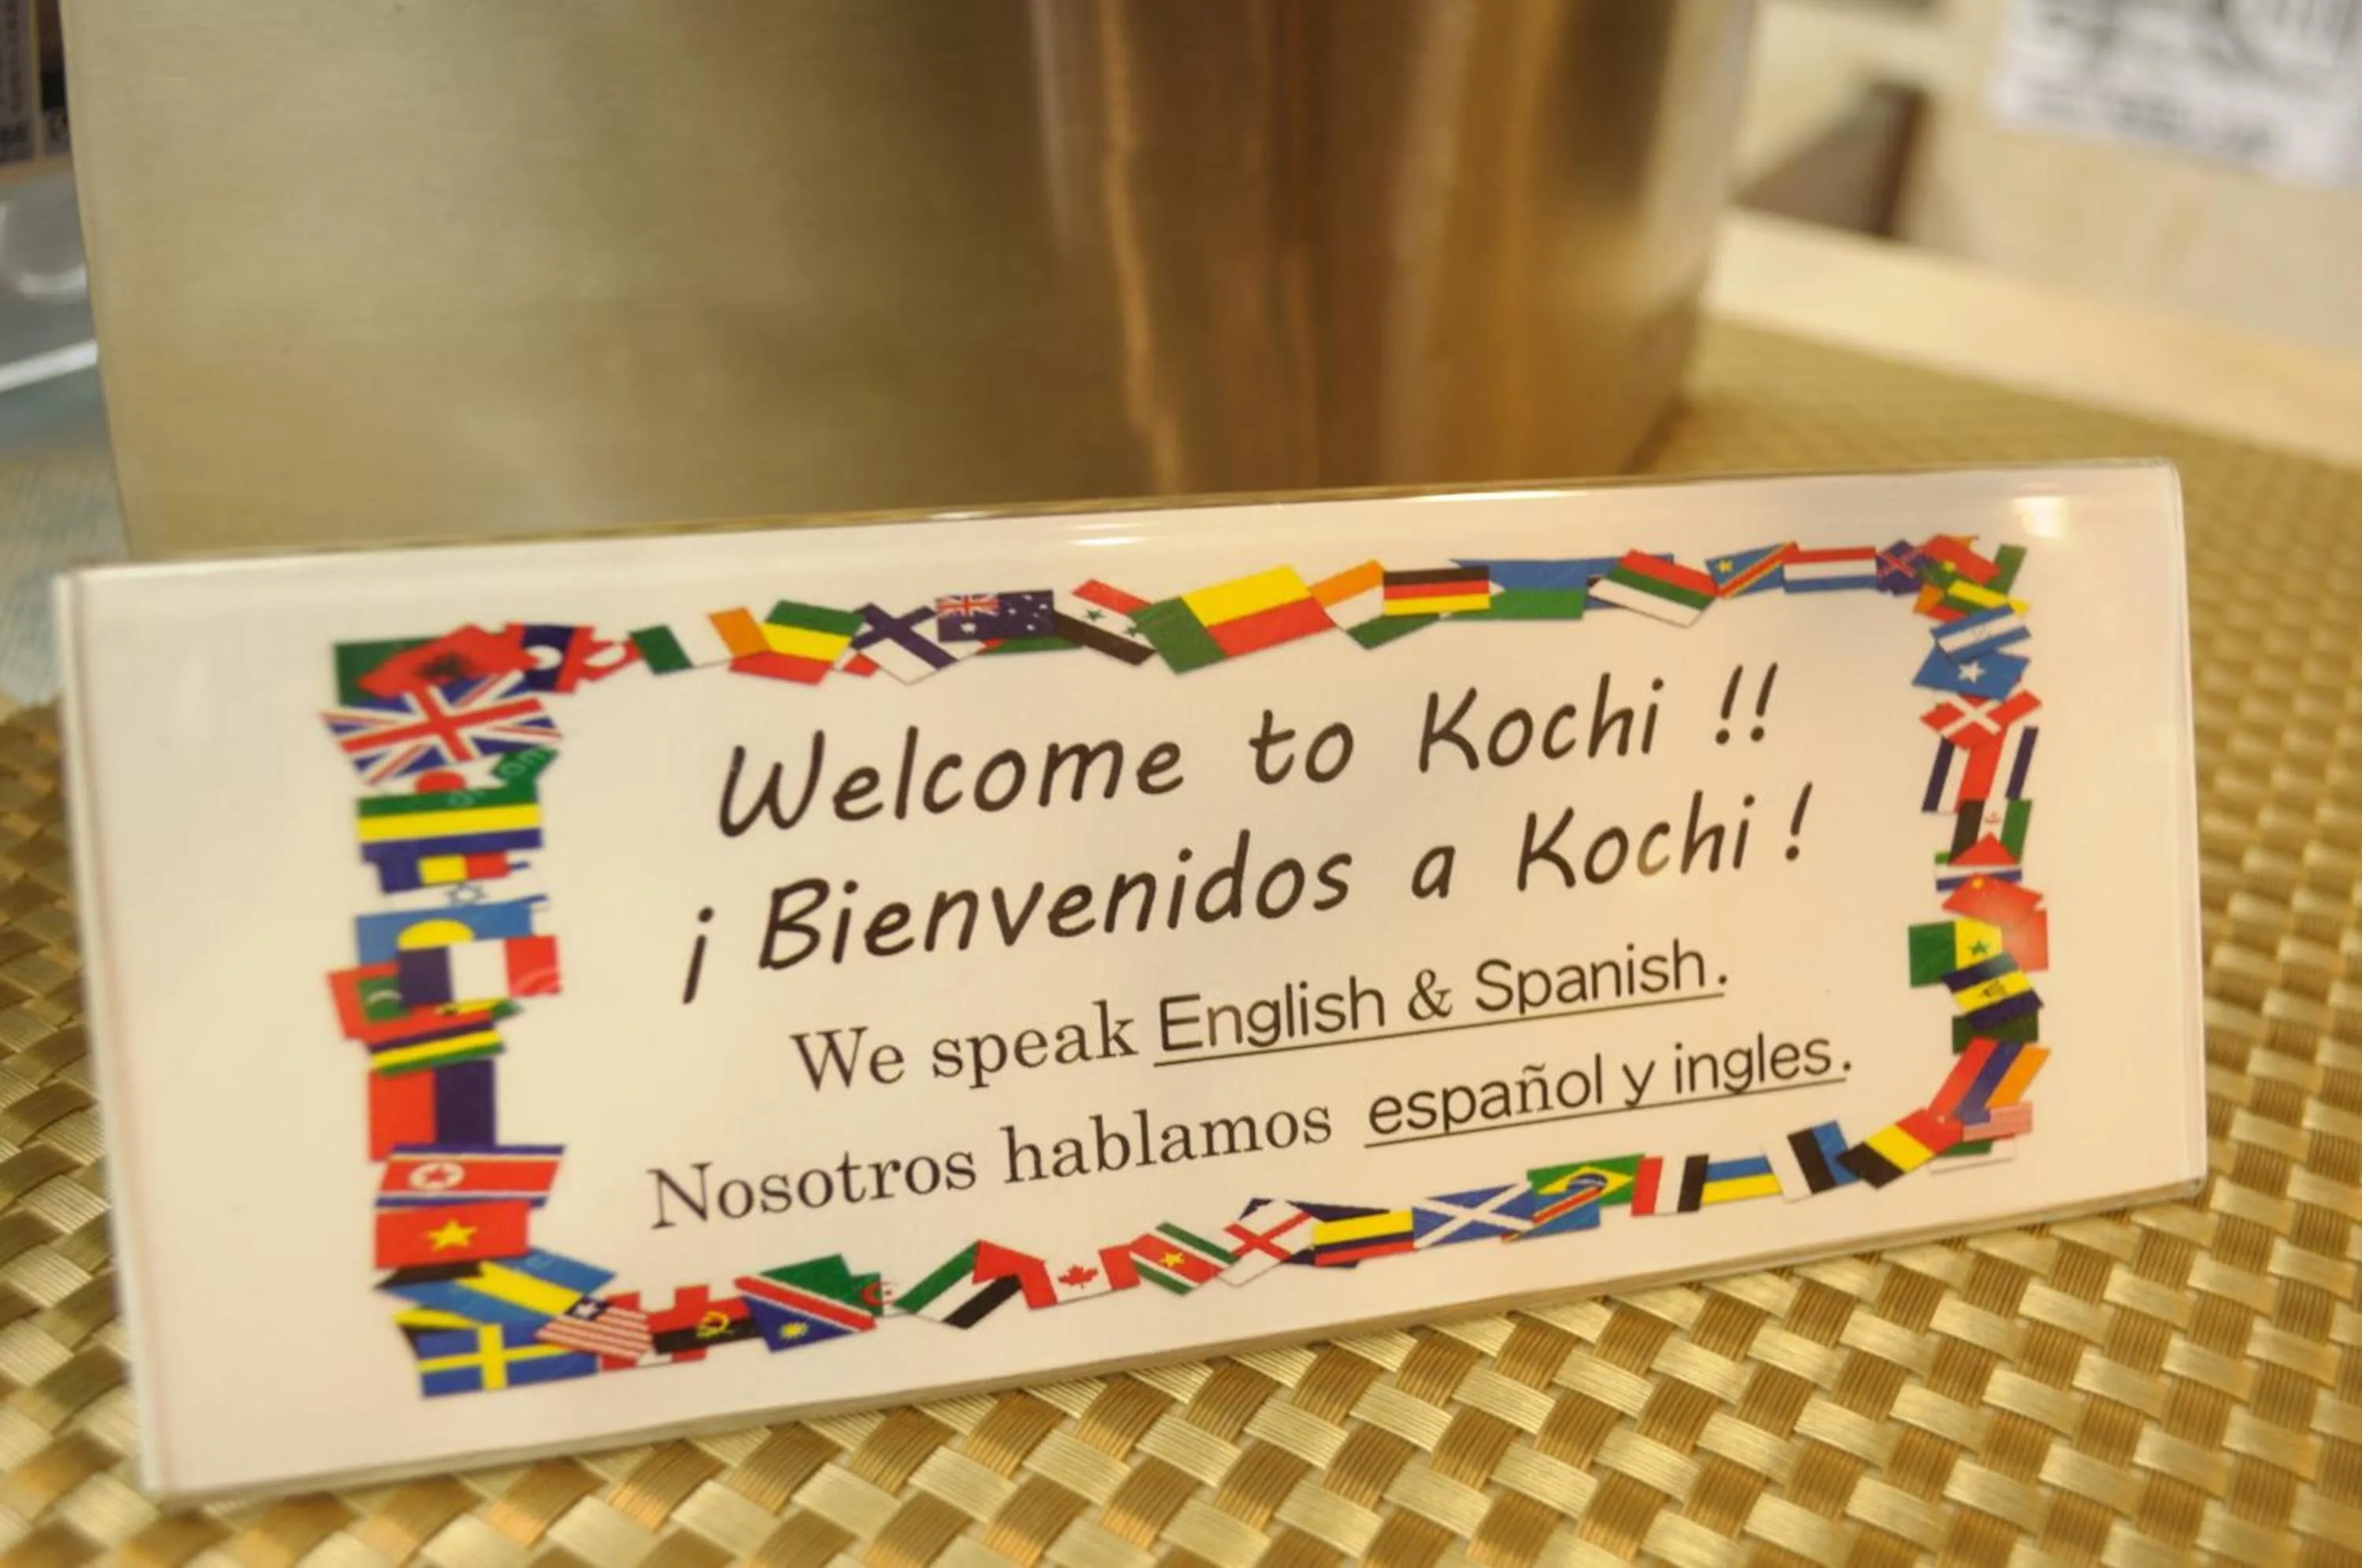 Welcome to Kochi !!
¡ Bienvenidos a Kochi !
We speak English & Spanish.
Nosotros hablamos español y ingles.